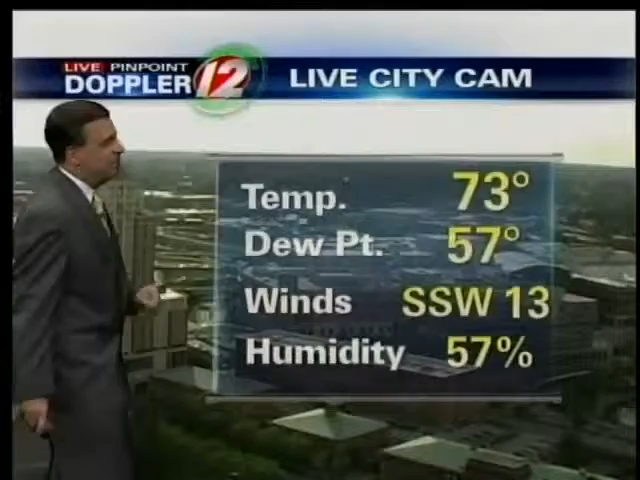 LIVE PINPOINT
DOPPLER 12
LIVE CITY CAM
Temp. 73°
Dew Pt. 57°
Winds SSW 13
Humidity 57%